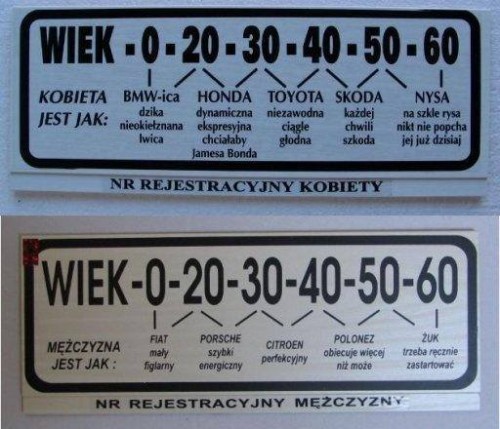 WIEK - 0 - 20 - 30 - 40 - 50 - 60
KOBIETA JEST JAK:
BMW-ica
dzika
nieokiełznana
lwica
HONDA
dynamiczna
ekspresyjna
chciałaby
Jamesa Bonda
TOYOTA
niezawodna
ciągle
głodna
SKODA
każdej
chwili
szkoda
NYSA
na szkle rysa
nikt nie popcha
jej już dzisiaj
NR REJESTRACYJNY KOBIETY
WIEK-0-20-30-40-50-60
MĘŻCZYZNA
JEST JAK :
FIAT
mały
figlarny
PORSCHE
szybki
energiczny
CITROEN
perfekcyjny
POLONEZ
obiecuje więcej
niż może
ŻUK
trzeba ręcznie
zastartować
NR REJESTRACYJNY MĘŻCZYZNY